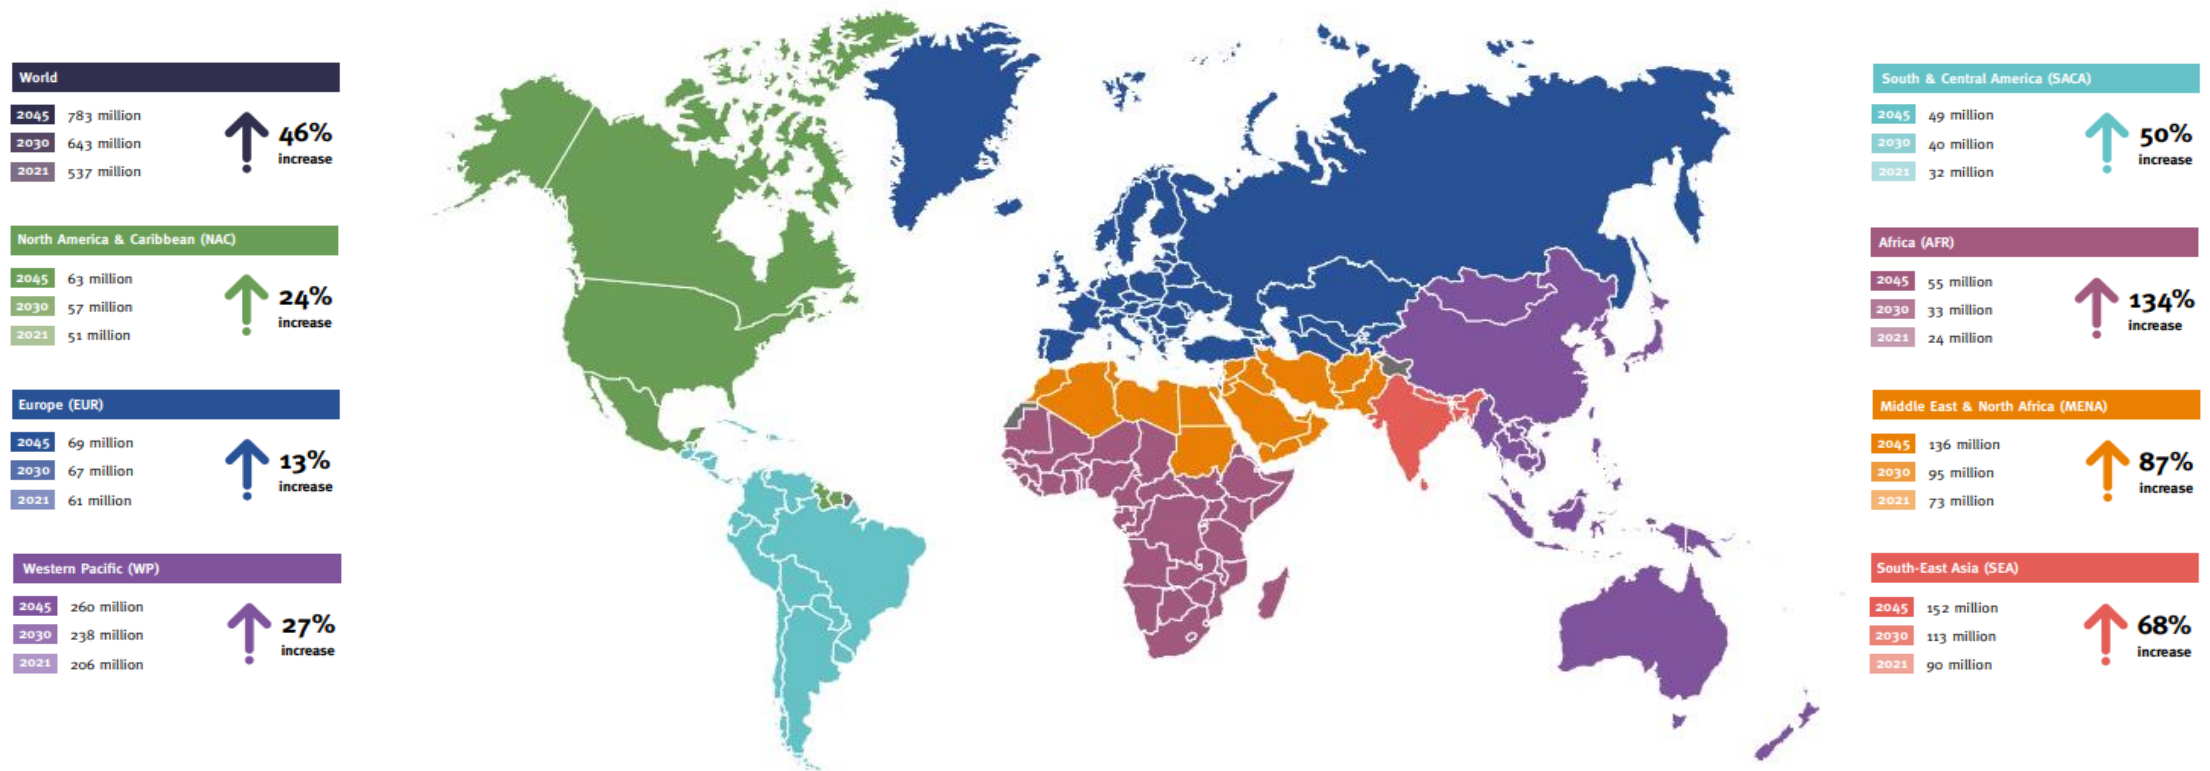 World
2045 783 million
2030 643 million
2021 537 million
46%
increase
North America & Caribbean (NAC)
2045 63 million
2030 57 million
2021 51 million
24%
increase
Europe (EUR)
2045 69 million
2030 67 million
2021 61 million
13%
increase
Western Pacific (WP)
2045 260 million
2030 238 million
2021 206 million
27%
increase
South & Central America (SACA)
2045 49 million
2030 40 million
2021 32 million
50%
increase
Africa (AFR)
2045 55 million
2030 33 million
2021 24 million
134%
increase
Middle East & North Africa (MENA)
2045 136 million
2030 95 million
2021 73 million
87%
increase
South-East Asia (SEA)
2045 152 million
2030 113 million
2021 90 million
68%
increase